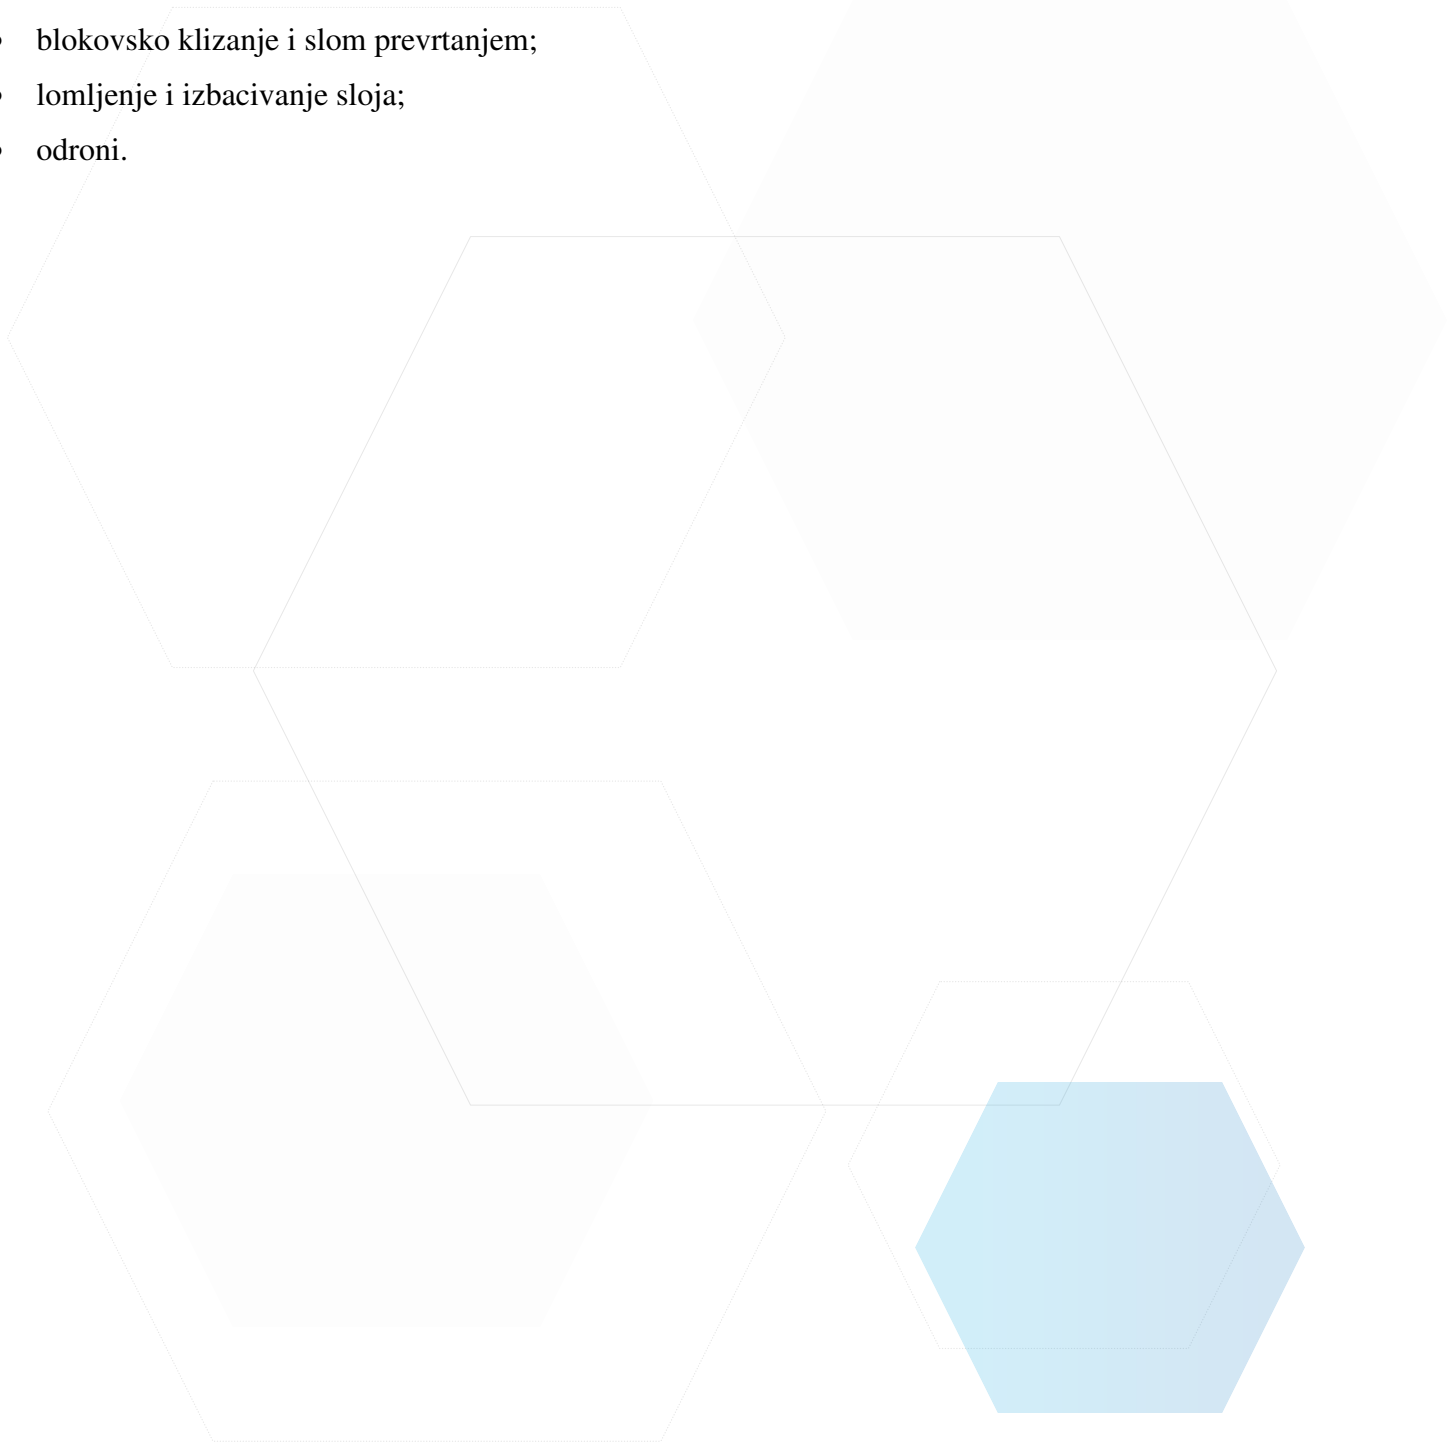 • blokovsko klizanje i slom prevrtanjem;
• lomljenje i izbacivanje sloja;
• odroni.